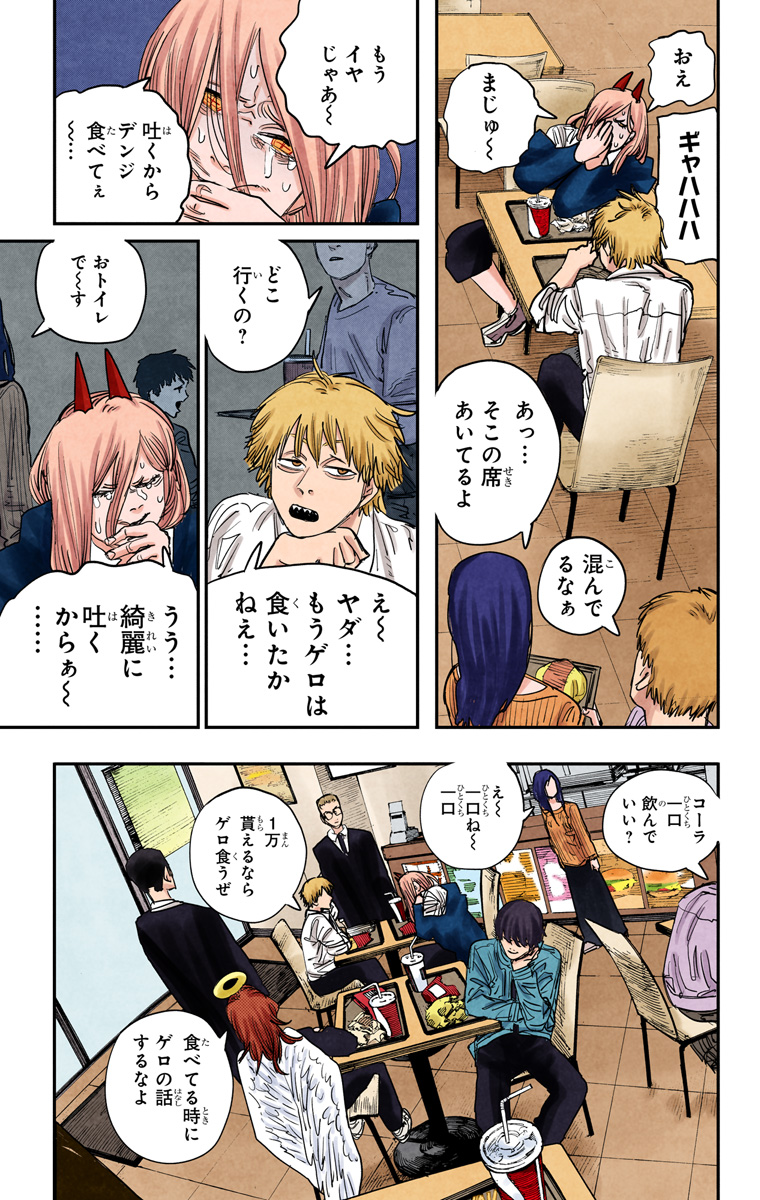 おえ
まじゅ〜
ギャハハハ
あっ…
そこの席
あいてるよ
混んで
るなぁ
もう
イヤ
じゃあ〜
吐くから
デンジ
食べてぇ
〜…
どこ
行くの？
え〜
ヤダ…
もうゲロは
食いたか
ねえ…
おトイレ
で〜す
うう…
綺麗に
吐く
からぁ〜
……
コーラ
一口
飲んで
いい？
え〜
一口ね〜
一口
1万
貰えるなら
ゲロ食うぜ
食べてる時に
ゲロの話
するなよ